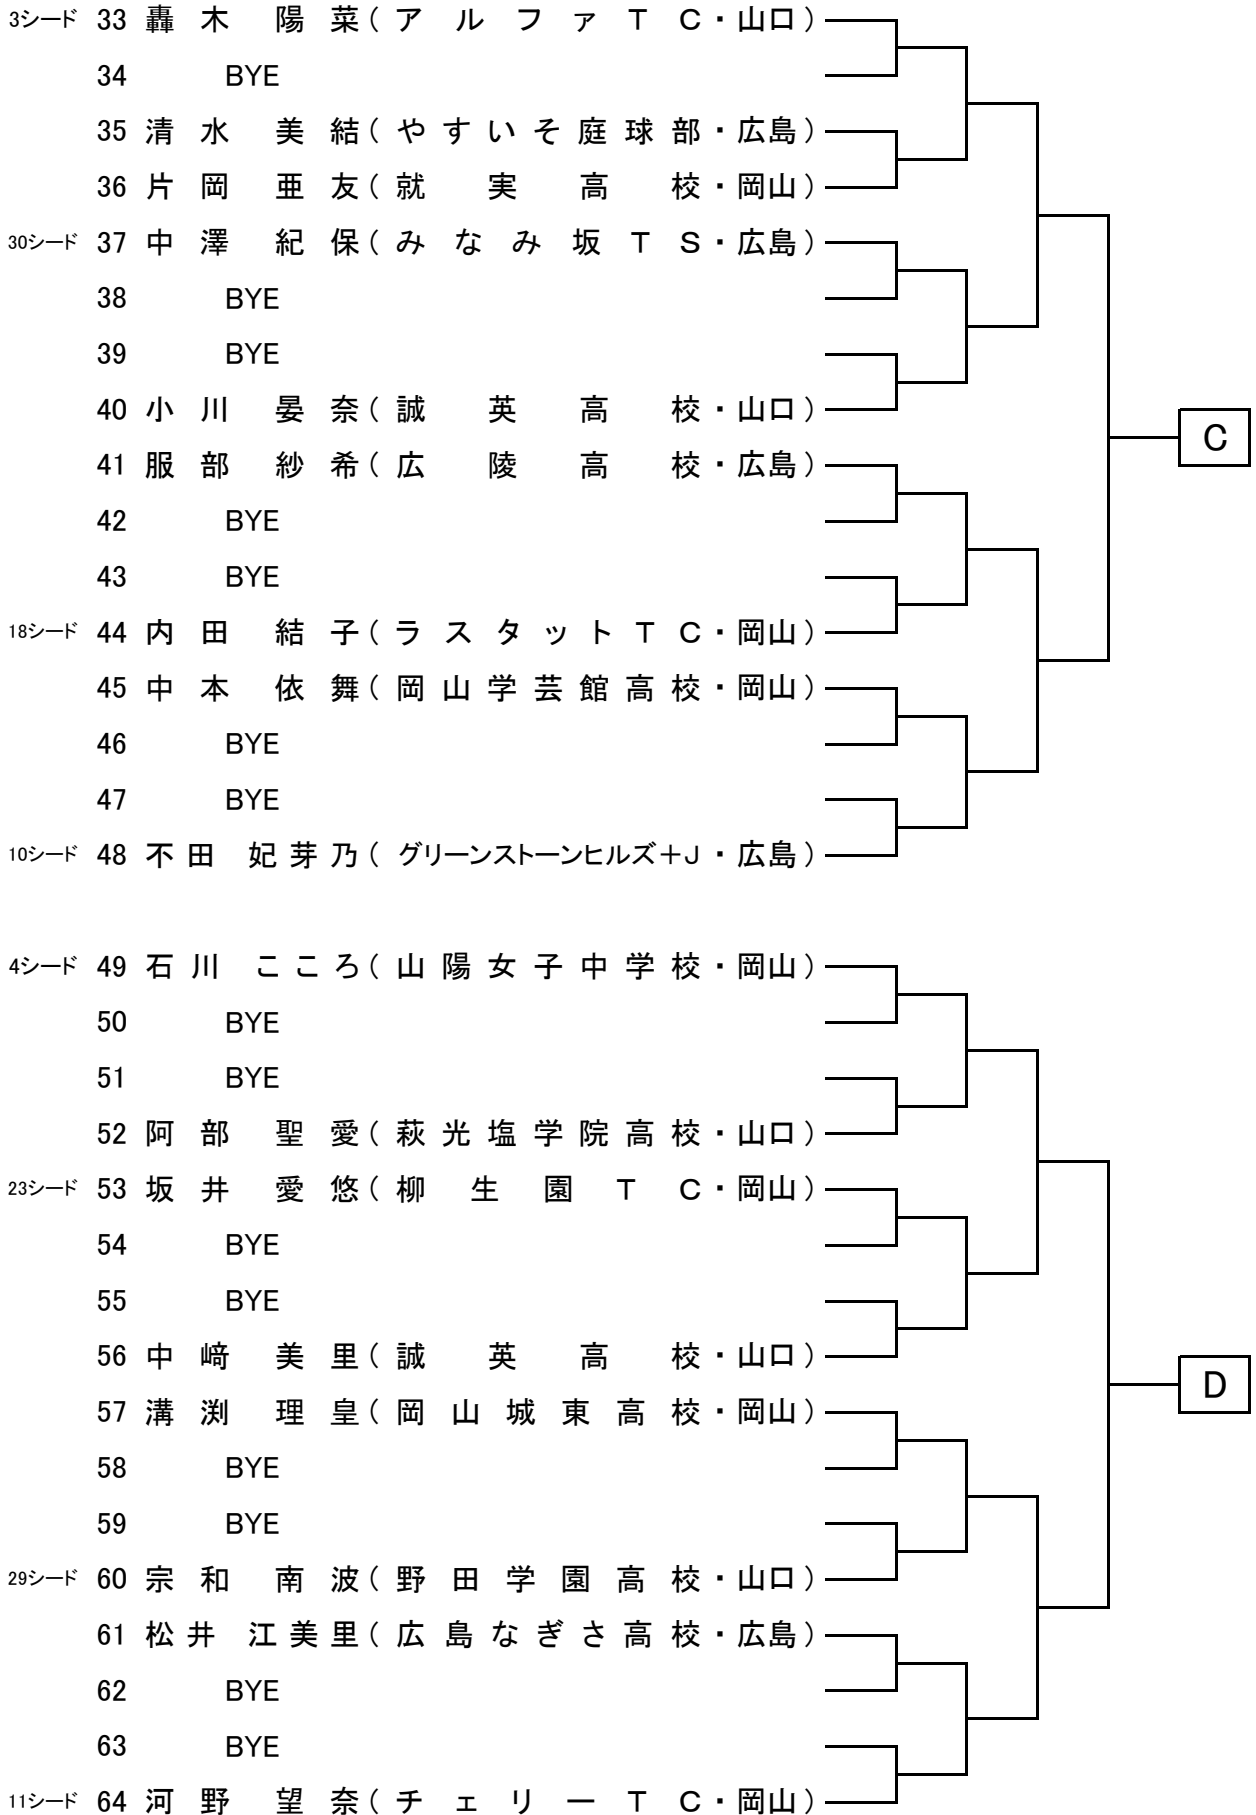 3シード 33 轟木 陽菜(アルファTC・山口)
34 BYE
35 清水 美結(やすいそ庭球部・広島)
36 片岡 亜友(就実高校・岡山)
30シード 37 中澤 紀保(みなみ坂TS・広島)
38 BYE
39 BYE
40 小川 晏奈(誠英高校・山口)
C
41 服部 紗希(広陵高校・広島)
42 BYE
43 BYE
18シード 44 内田 結子(ラスタットTC・岡山)
45 中本 依舞(岡山学芸館高校・岡山)
46 BYE
47 BYE
10シード 48 不田 妃芽乃(グリーンストーンヒルズ+J・広島)
4シード 49 石川 こころ(山陽女子中学校・岡山)
50 BYE
51 BYE
52 阿部 聖愛(萩光塩学院高校・山口)
23シード 53 坂井 愛悠(柳生園TC・岡山)
54 BYE
55 BYE
56 中﨑 美里(誠英高校・山口)
D
57 溝渕 理皇(岡山城東高校・岡山)
58 BYE
59 BYE
29シード 60 宗和 南波(野田学園高校・山口)
61 松井 江美里(広島なぎさ高校・広島)
62 BYE
63 BYE
11シード 64 河野 望奈(チェリーTC・岡山)